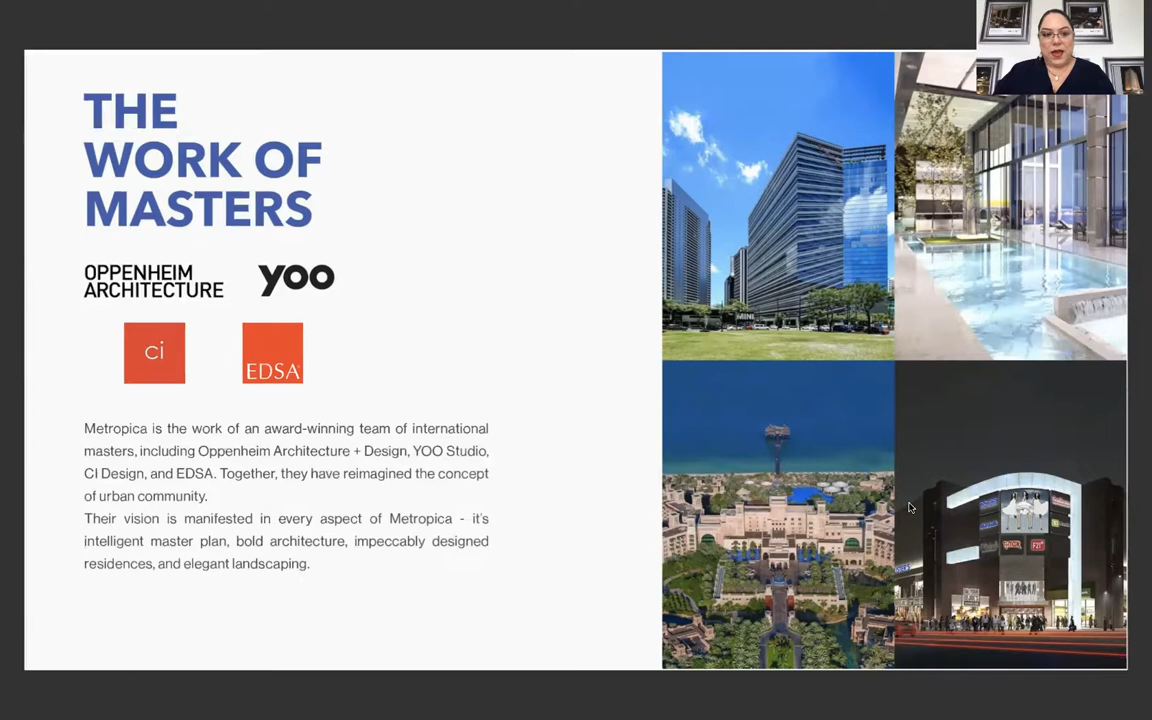 THE
WORK OF
MASTERS
OPPENHEIM
ARCHITECTURE
yoo
ci
EDSA
Metropica is the work of an award-winning team of international
masters, including Oppenheim Architecture + Design, YOO Studio,
CI Design, and EDSA. Together, they have reimagined the concept
of urban community.
Their vision is manifested in every aspect of Metropica - it's
intelligent master plan, bold architecture, impeccably designed
residences, and elegant landscaping.
MINI
F21